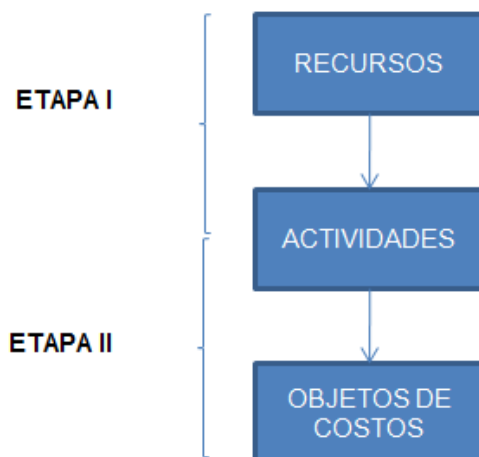 RECURSOS
ETAPA I
ACTIVIDADES
ETAPA II
OBJETOS DE
COSTOS